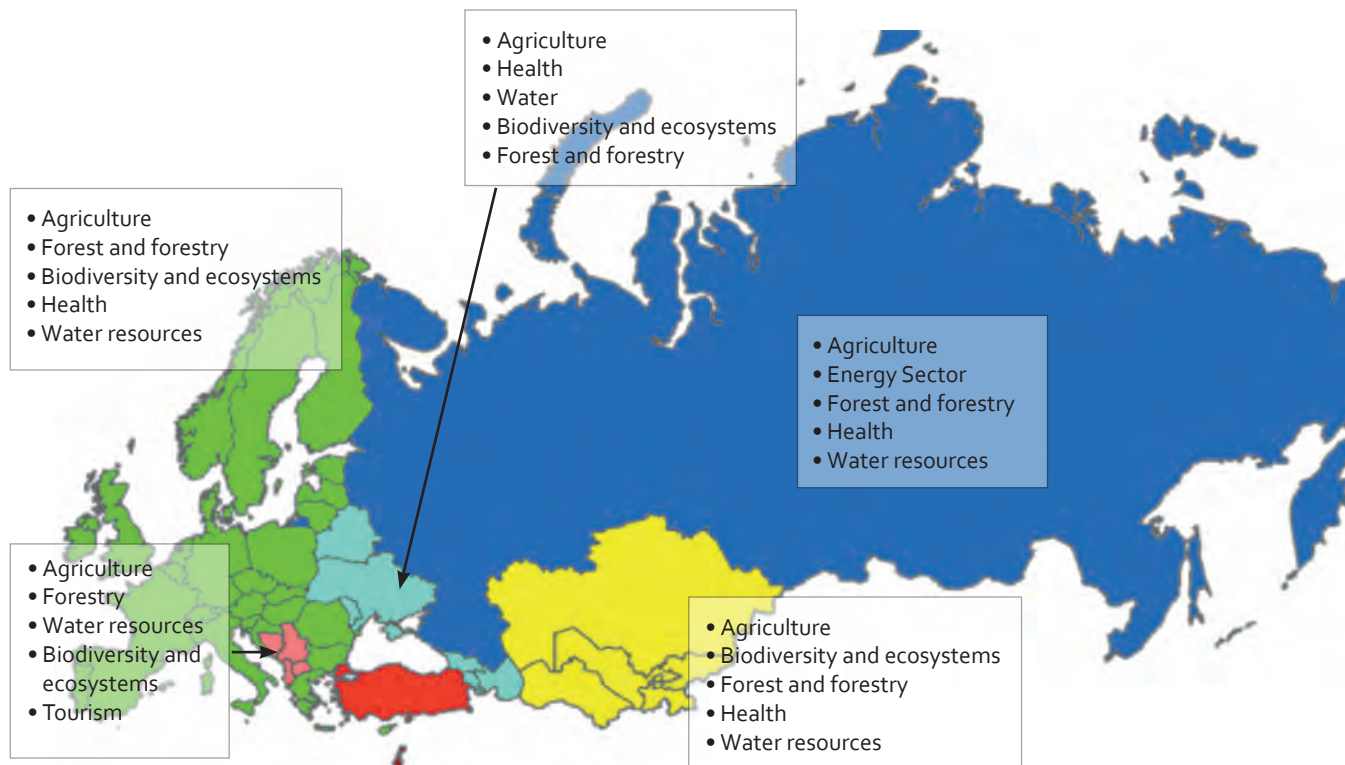 • Agriculture
• Health
• Water
• Biodiversity and ecosystems
• Forest and forestry
• Agriculture
• Forest and forestry
• Biodiversity and ecosystems
• Health
• Water resources
• Agriculture
• Energy Sector
• Forest and forestry
• Health
• Water resources
• Agriculture
• Forestry
• Water resources
• Biodiversity and
ecosystems
• Tourism
• Agriculture
• Biodiversity and ecosystems
• Forest and forestry
• Health
• Water resources